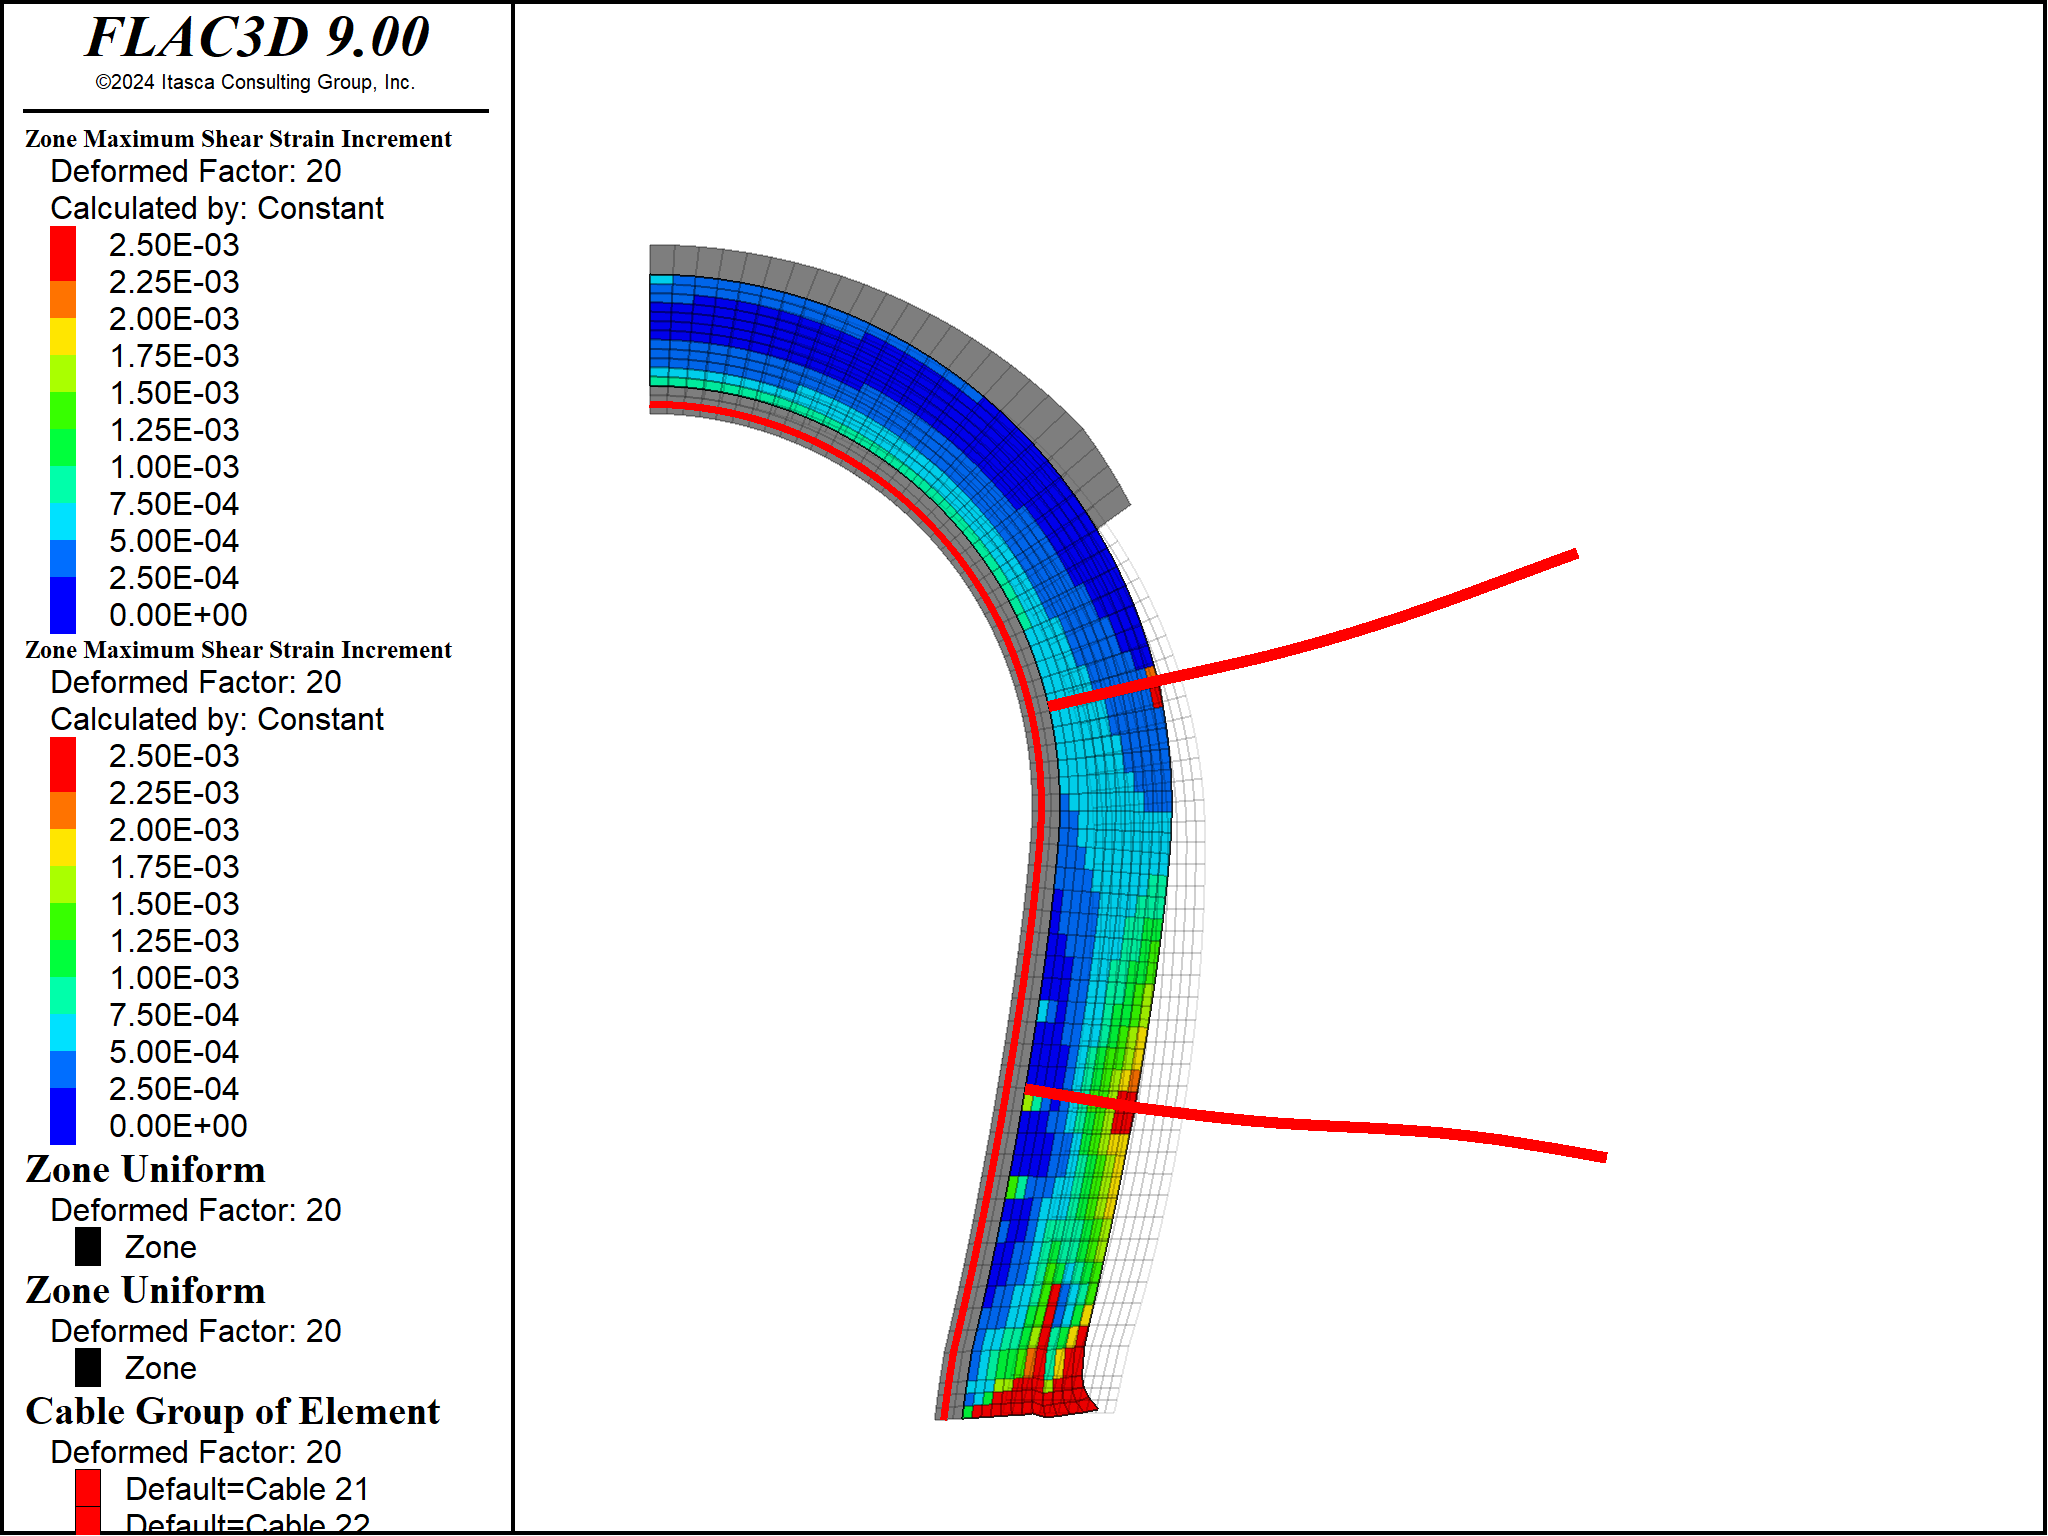 FLAC3D 9.00
©2024 Itasca Consulting Group, Inc.
Zone Maximum Shear Strain Increment
Deformed Factor: 20
Calculated by: Constant
2.50E-03
2.25E-03
2.00E-03
1.75E-03
1.50E-03
1.25E-03
1.00E-03
7.50E-04
5.00E-04
2.50E-04
0.00E+00
Zone Maximum Shear Strain Increment
Deformed Factor: 20
Calculated by: Constant
2.50E-03
2.25E-03
2.00E-03
1.75E-03
1.50E-03
1.25E-03
1.00E-03
7.50E-04
5.00E-04
2.50E-04
0.00E+00
Zone Uniform
Deformed Factor: 20
Zone
Zone Uniform
Deformed Factor: 20
Zone
Cable Group of Element
Deformed Factor: 20
Default=Cable 21
Default=Cable 22